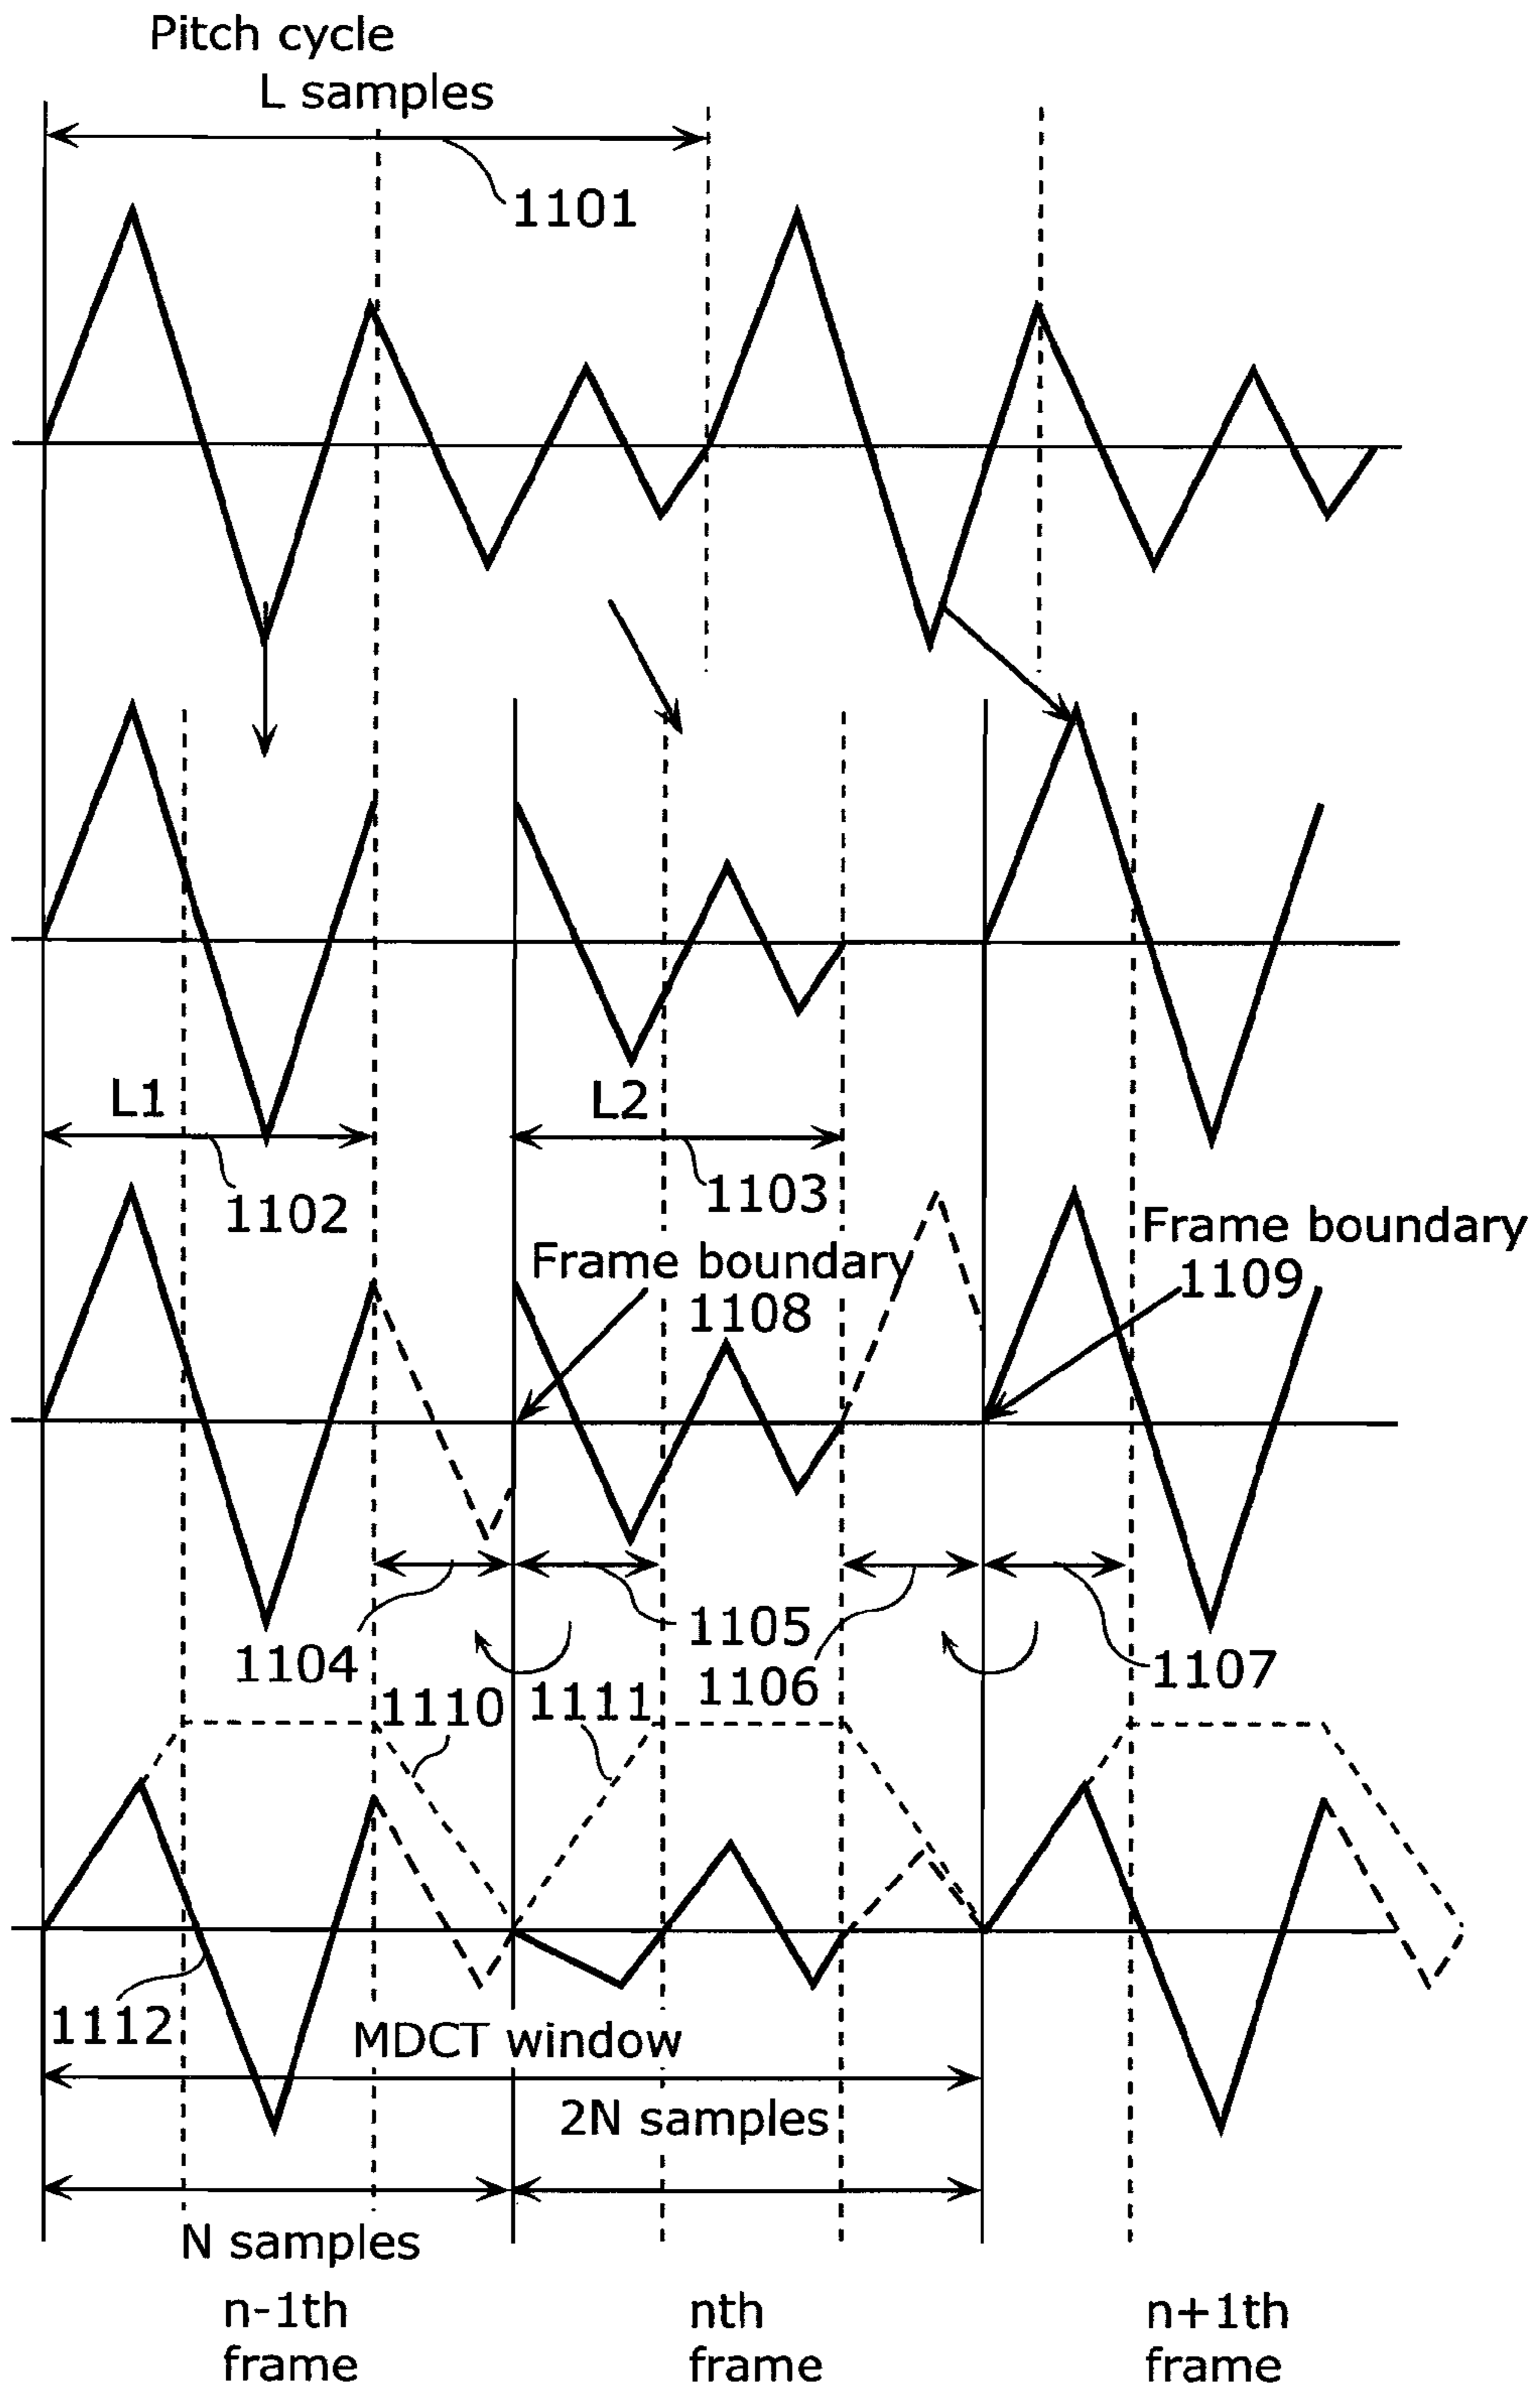 Pitch cycle
L samples
1101
L1
L2
1102
1103
Frame boundary
1108
Frame boundary
1109
1104
1105
1106
1107
1110
1111
1112
MDCT window
2N samples
N samples
n-1th
frame
nth
frame
n+1th
frame